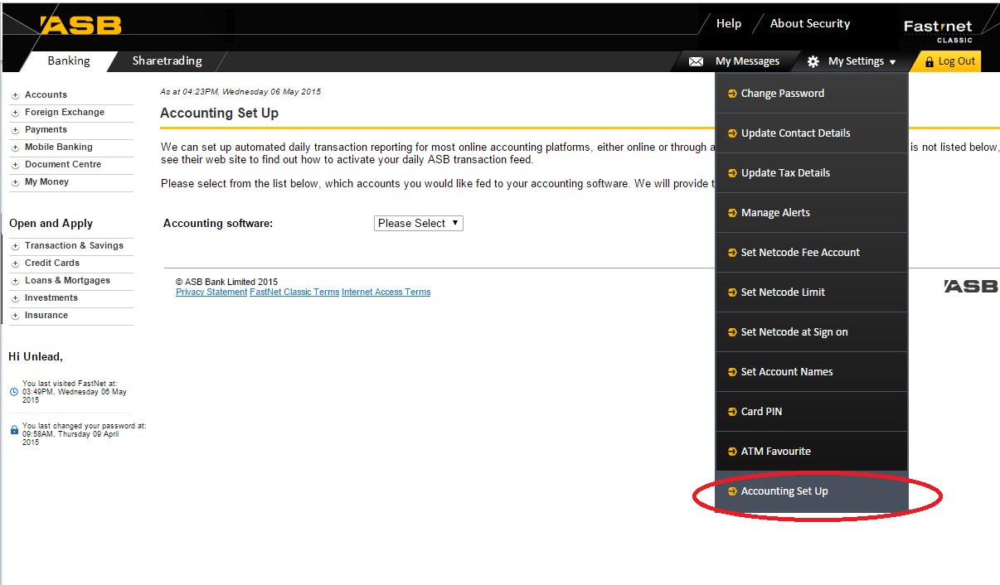 ASB
Help
About Security
Fastnet
CLASSIC
Banking
Sharetrading
My Messages
My Settings ▼
Log Out
Accounts
Foreign Exchange
Payments
Mobile Banking
Document Centre
My Money
Open and Apply
Transaction & Savings
Credit Cards
Loans & Mortgages
Investments
Insurance
Hi Unlead,
You last visited FastNet at:
03:49PM, Wednesday 06 May
2015
You last changed your password at:
09:58AM, Thursday 09 April
2015
As at 04:23PM, Wednesday 06 May 2015
Accounting Set Up
We can set up automated daily transaction reporting for most online accounting platforms, either online or through a is not listed below,
see their web site to find out how to activate your daily ASB transaction feed.
Please select from the list below, which accounts you would like fed to your accounting software. We will provide t
Accounting software:
Please Select ▼
© ASB Bank Limited 2015
Privacy Statement FastNet Classic Terms Internet Access Terms
ASB
Change Password
Update Contact Details
Update Tax Details
Manage Alerts
Set Netcode Fee Account
Set Netcode Limit
Set Netcode at Sign on
Set Account Names
Card PIN
ATM Favourite
Accounting Set Up